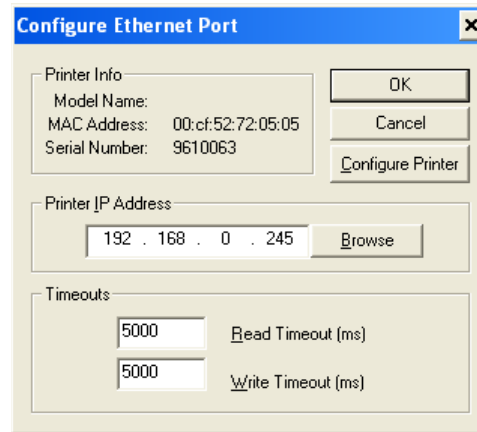 Configure Ethernet Port
Printer Info
Model Name:
MAC Address: 00:cf:52:72:05:05
Serial Number: 9610063
OK
Cancel
Configure Printer
Printer IP Address
192 . 168 . 0 . 245
Browse
Timeouts
5000 Read Timeout (ms)
5000 Write Timeout (ms)